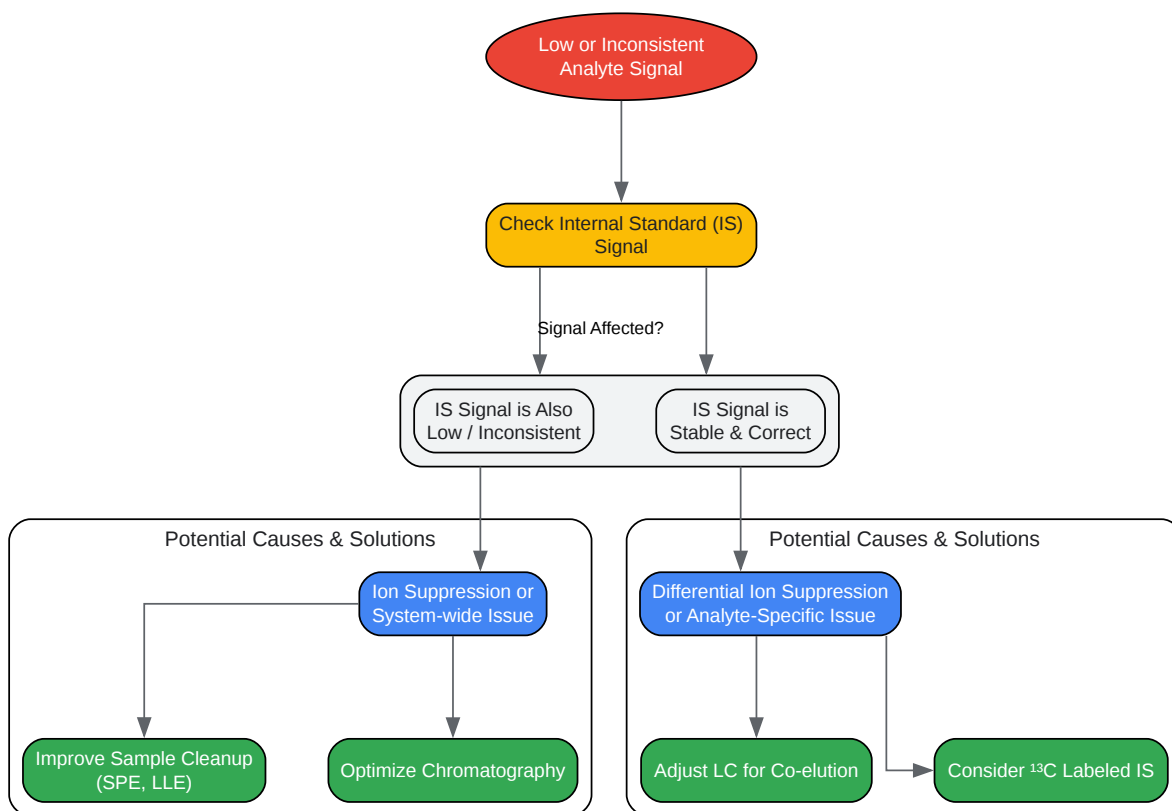 Low or Inconsistent
Analyte Signal
Check Internal Standard (IS)
Signal
Signal Affected?
IS Signal is Also
Low / Inconsistent
IS Signal is
Stable & Correct
Potential Causes & Solutions
Ion Suppression or
System-wide Issue
Improve Sample Cleanup
(SPE, LLE)
Optimize Chromatography
Potential Causes & Solutions
Differential Ion Suppression
or Analyte-Specific Issue
Adjust LC for Co-elution
Consider ¹³C Labeled IS